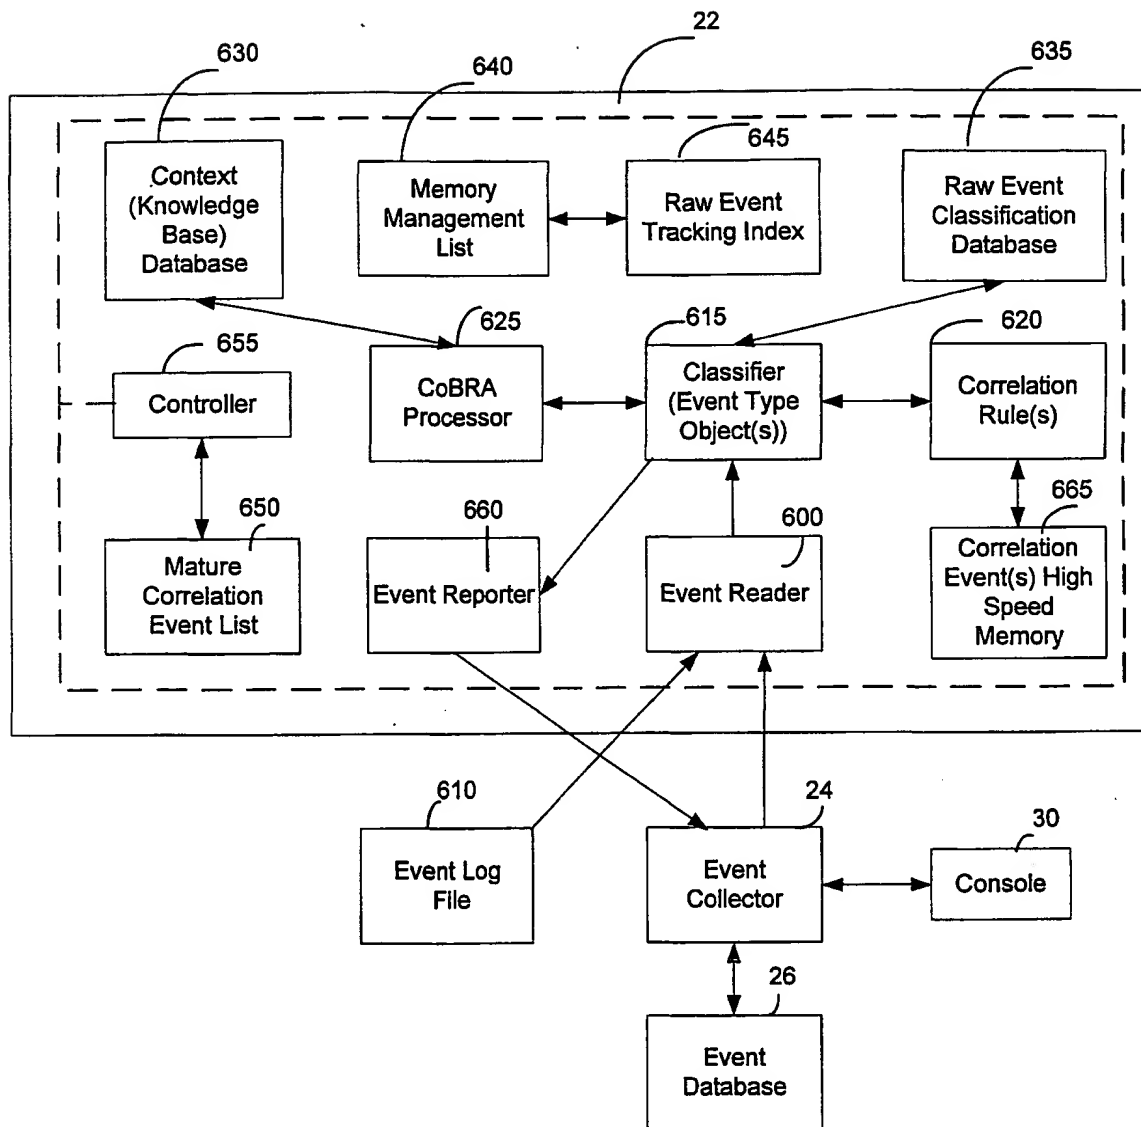 22
630
640
635
645
Context
(Knowledge
Base)
Database
Memory
Management
List
Raw Event
Tracking Index
Raw Event
Classification
Database
655
625
615
620
Controller
CoBRA
Processor
Classifier
(Event Type
Object(s))
Correlation
Rule(s)
650
660
600
665
Mature
Correlation
Event List
Event Reporter
Event Reader
Correlation
Event(s) High
Speed
Memory
610
24
30
Event Log
File
Event
Collector
Console
26
Event
Database